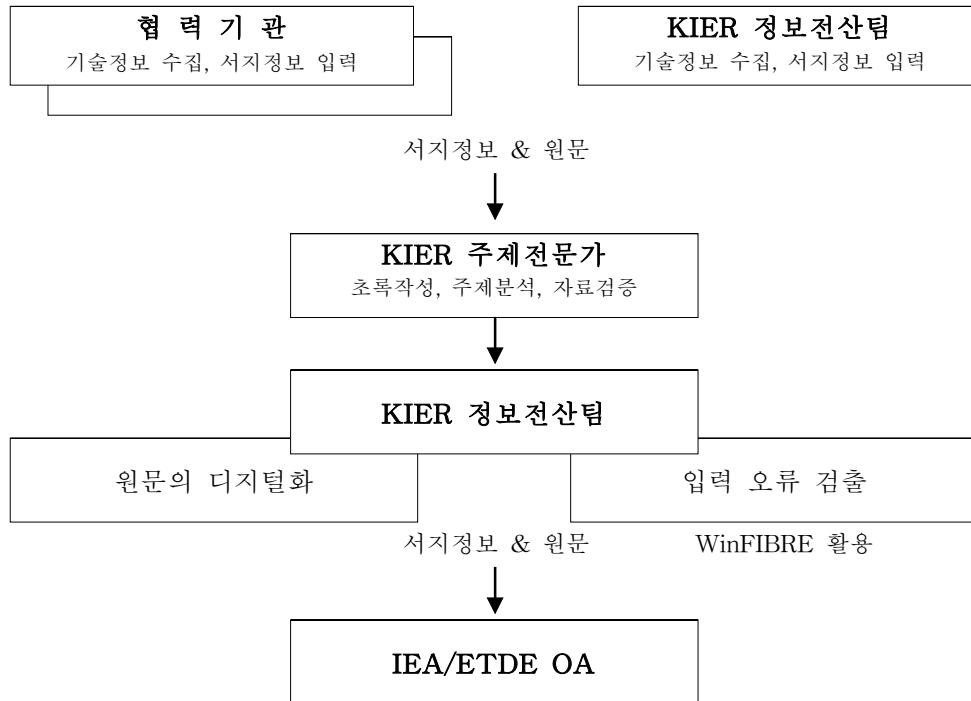 협 력 기 관
기술정보 수집, 서지정보 입력
KIER 정보전산팀
기술정보 수집, 서지정보 입력
서지정보 & 원문
KIER 주제전문가
초록작성, 주제분석, 자료검증
KIER 정보전산팀
원문의 디지털화
입력 오류 검출
서지정보 & 원문
WinFIBRE 활용
IEA/ETDE OA